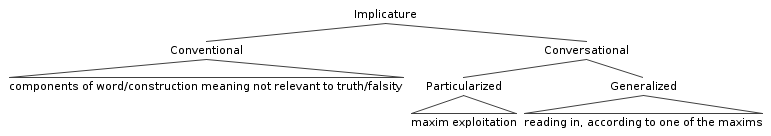 Implicature
Conventional Conversational
components of word/construction meaning not relevant to truth/falsity Particularized Generalized
maxim exploitation reading in, according to one of the maxims